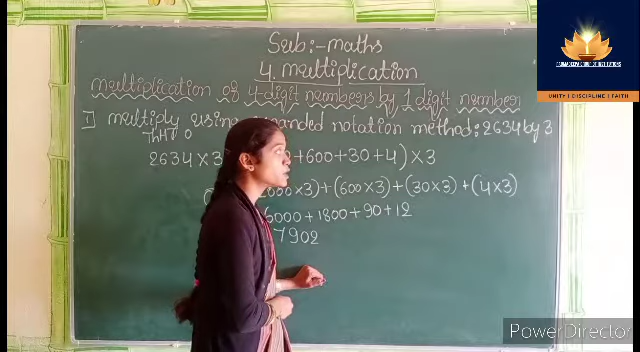 Sub:- maths
4. multiplication
multiplication of 4-digit numbers by 1 digit number
I multiply using expanded notation method: 2634 by 3
Th H T O
2634 × 3 + 600 + 30 + 4) × 3
000 × 3) + (600 × 3) + (30 × 3) + (4 × 3)
6000 + 1800 + 90 + 12
7902
UNITY | DISCIPLINE | FAITH
PowerDirector